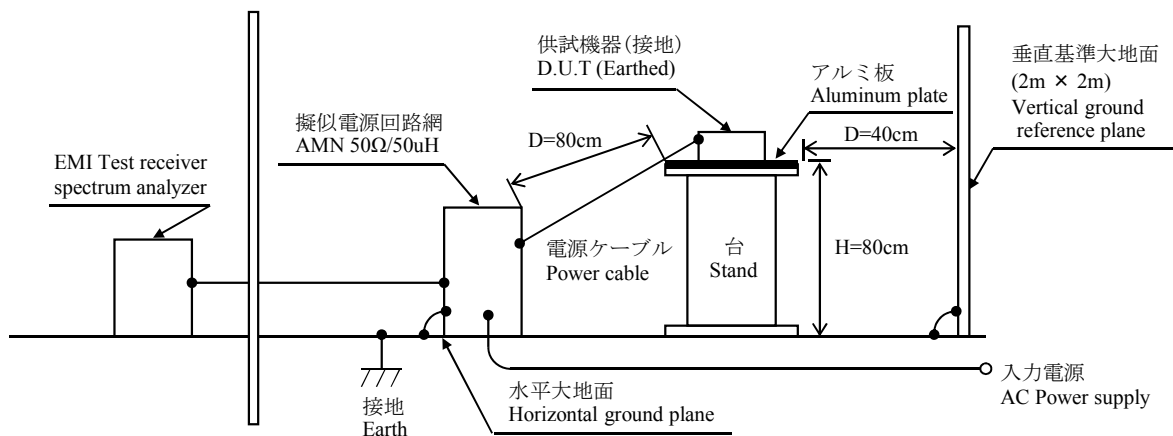 供試機器(接地)
D.U.T (Earthed)
アルミ板
Aluminum plate
垂直基準大地面
(2m × 2m)
Vertical ground
reference plane
擬似電源回路網
AMN 50Ω/50uH
D=80cm
D=40cm
EMI Test receiver
spectrum analyzer
電源ケーブル
Power cable
台
Stand
H=80cm
接地
Earth
水平大地面
Horizontal ground plane
入力電源
AC Power supply